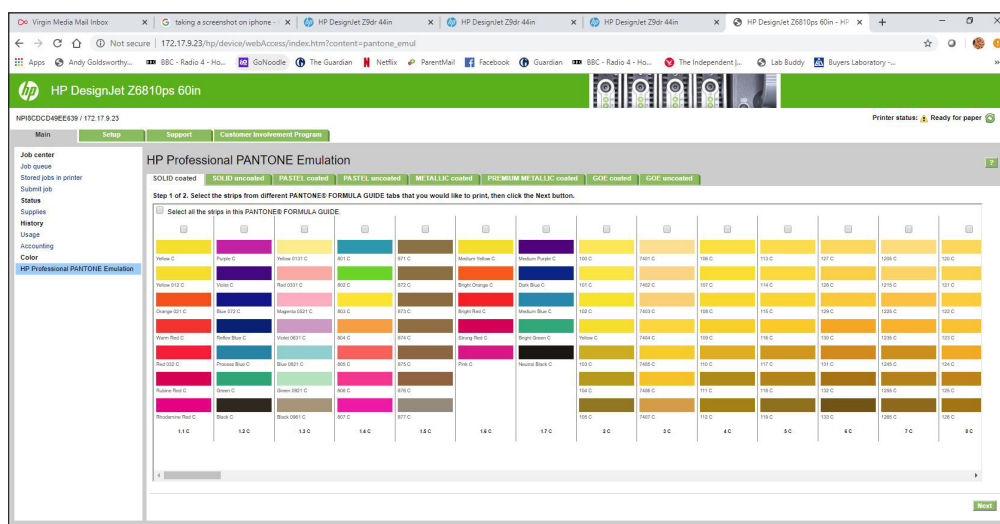 Virgin Media Mail Inbox taking a screenshot on iphone - HP DesignJet Z9dr 44in HP DesignJet Z9dr 44in HP DesignJet Z9dr 44in HP DesignJet Z6810ps 60in - HP
Not secure | 172.17.9.23/hp/device/webAccess/index.htm?content=pantone_emul
Apps Andy Goldsworthy... BBC - Radio 4 - Ho... GoNoodle The Guardian Netflix ParentMail Facebook Guardian BBC - Radio 4 - Ho... The Independent |... Lab Buddy Buyers Laboratory -...
HP DesignJet Z6810ps 60in
NPI8CDCD49EE639 / 172.17.9.23 Printer status: Ready for paper
Main Setup Support Customer Involvement Program
Job center
Job queue
Stored jobs in printer
Submit job
Status
Supplies
History
Usage
Accounting
Color
HP Professional PANTONE Emulation
HP Professional PANTONE Emulation
SOLID coated SOLID uncoated PASTEL coated PASTEL uncoated METALLIC coated PREMIUM METALLIC coated GOE coated GOE uncoated
Step 1 of 2. Select the strips from different PANTONE® FORMULA GUIDE tabs that you would like to print, then click the Next button.
Select all the strips in this PANTONE® FORMULA GUIDE.
Yellow C Purple C Yellow 0131 C 801 C 871 C Medium Yellow C Medium Purple C 100 C 7401 C 106 C 113 C 127 C 1205 C 120 C
Yellow 012 C Violet C Red 0331 C 802 C 872 C Bright Orange C Dark Blue C 101 C 7402 C 107 C 114 C 128 C 1215 C 121 C
Orange 021 C Blue 072 C Magenta 0521 C 803 C 873 C Bright Red C Medium Blue C 102 C 7403 C 108 C 115 C 129 C 1225 C 122 C
Warm Red C Reflex Blue C Violet 0631 C 804 C 874 C Strong Red C Bright Green C Yellow C 7404 C 109 C 116 C 130 C 1235 C 123 C
Red 032 C Process Blue C Blue 0821 C 805 C 875 C Pink C Neutral Black C 103 C 7405 C 110 C 117 C 131 C 1245 C 124 C
Rubine Red C Green C Green 0921 C 806 C 876 C 104 C 7406 C 111 C 118 C 132 C 1255 C 125 C
Rhodamine Red C Black C Black 0961 C 807 C 877 C 105 C 7407 C 112 C 119 C 133 C 1265 C 126 C
1.1 C 1.2 C 1.3 C 1.4 C 1.5 C 1.6 C 1.7 C 2 C 3 C 4 C 5 C 6 C 7 C 8 C
Next